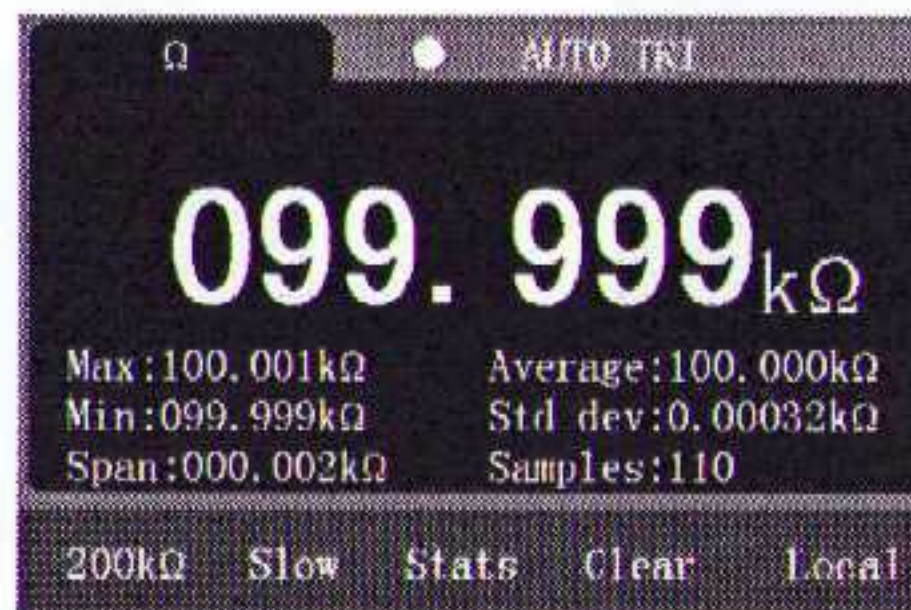 Ω AUTO TRI
099.999kΩ
Max:100.001kΩ Average:100.000kΩ
Min:099.999kΩ Std dev:0.00032kΩ
Span:000.002kΩ Samples:110
200kΩ Slow Stats Clear Local